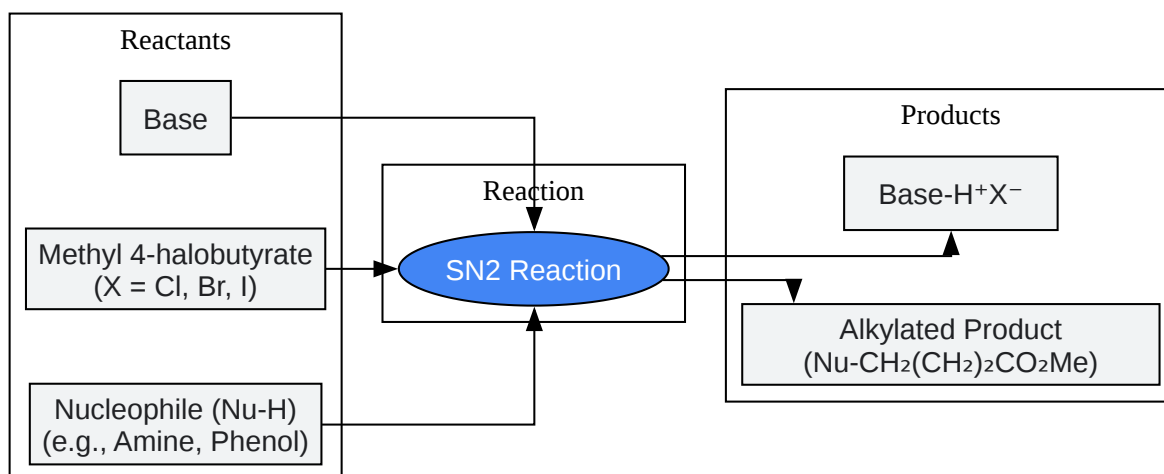 Reactants
Base
Methyl 4-halobutyrate
(X = Cl, Br, I)
Nucleophile (Nu-H)
(e.g., Amine, Phenol)
Reaction
SN2 Reaction
Products
Base-H⁺X⁻
Alkylated Product
(Nu-CH₂(CH₂)₂CO₂Me)